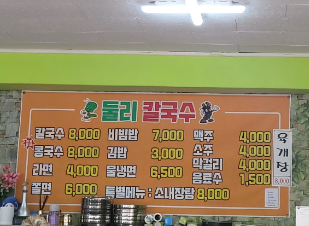 둘리 칼국수
칼국수 8,000 비빔밥 7,000 맥주 4,000
콩국수 8,000 김밥 3,000 소주 4,000
라면 4,000 물냉면 6,500 막걸리 4,000
쫄면 6,000 특별메뉴 : 소내장탕 8,000 음료수 1,500
육개장